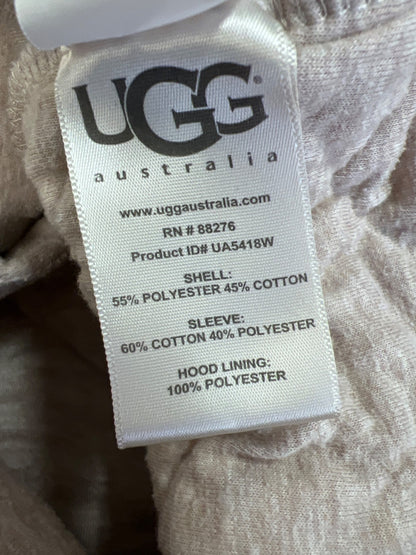 UGG®
australia
www.uggaustralia.com
RN # 88276
Product ID# UA5418W
SHELL:
55% POLYESTER 45% COTTON
SLEEVE:
60% COTTON 40% POLYESTER
HOOD LINING:
100% POLYESTER